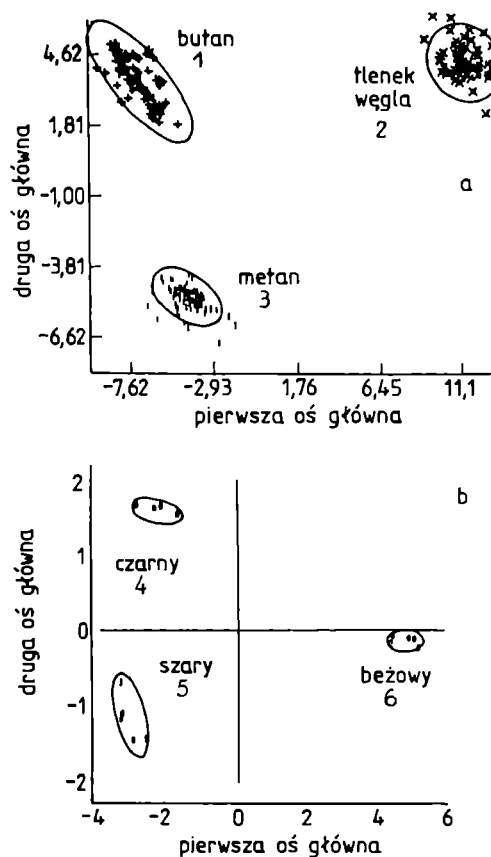 4,62
1,81
-1,00
-3,81
-6,62
druga oś główna
butan
1
tlenek
węgla
2
a
metan
3
-7,62 -2,93 1,76 6,45 11,1
pierwsza oś główna
b
2
1
0
-1
-2
druga oś główna
czarny
4
szary
5
beżowy
6
-4 -2 0 2 4 6
pierwsza oś główna